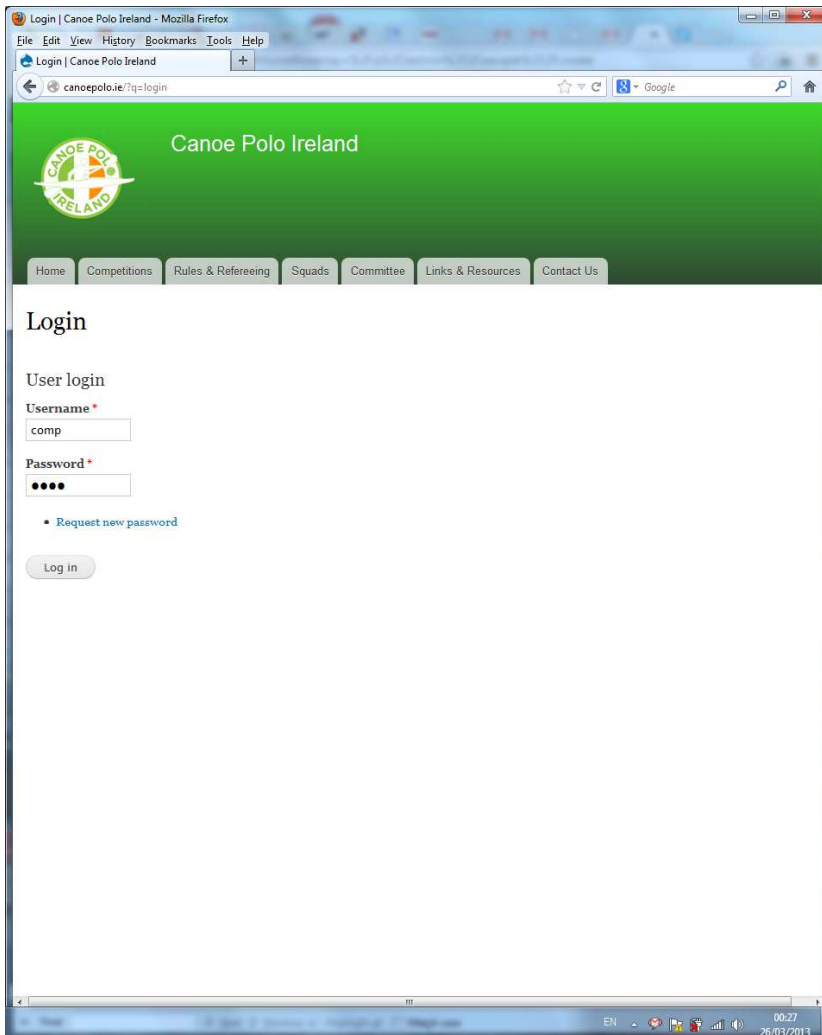 Login | Canoe Polo Ireland - Mozilla Firefox
File Edit View History Bookmarks Tools Help
Login | Canoe Polo Ireland +
canoepolo.ie/?q=login
8 Google
CANOE POLO IRELAND
Canoe Polo Ireland
Home Competitions Rules & Refereeing Squads Committee Links & Resources Contact Us
Login
User login
Username *
comp
Password *
••••
Request new password
Log in
EN 00:27
26/03/2013